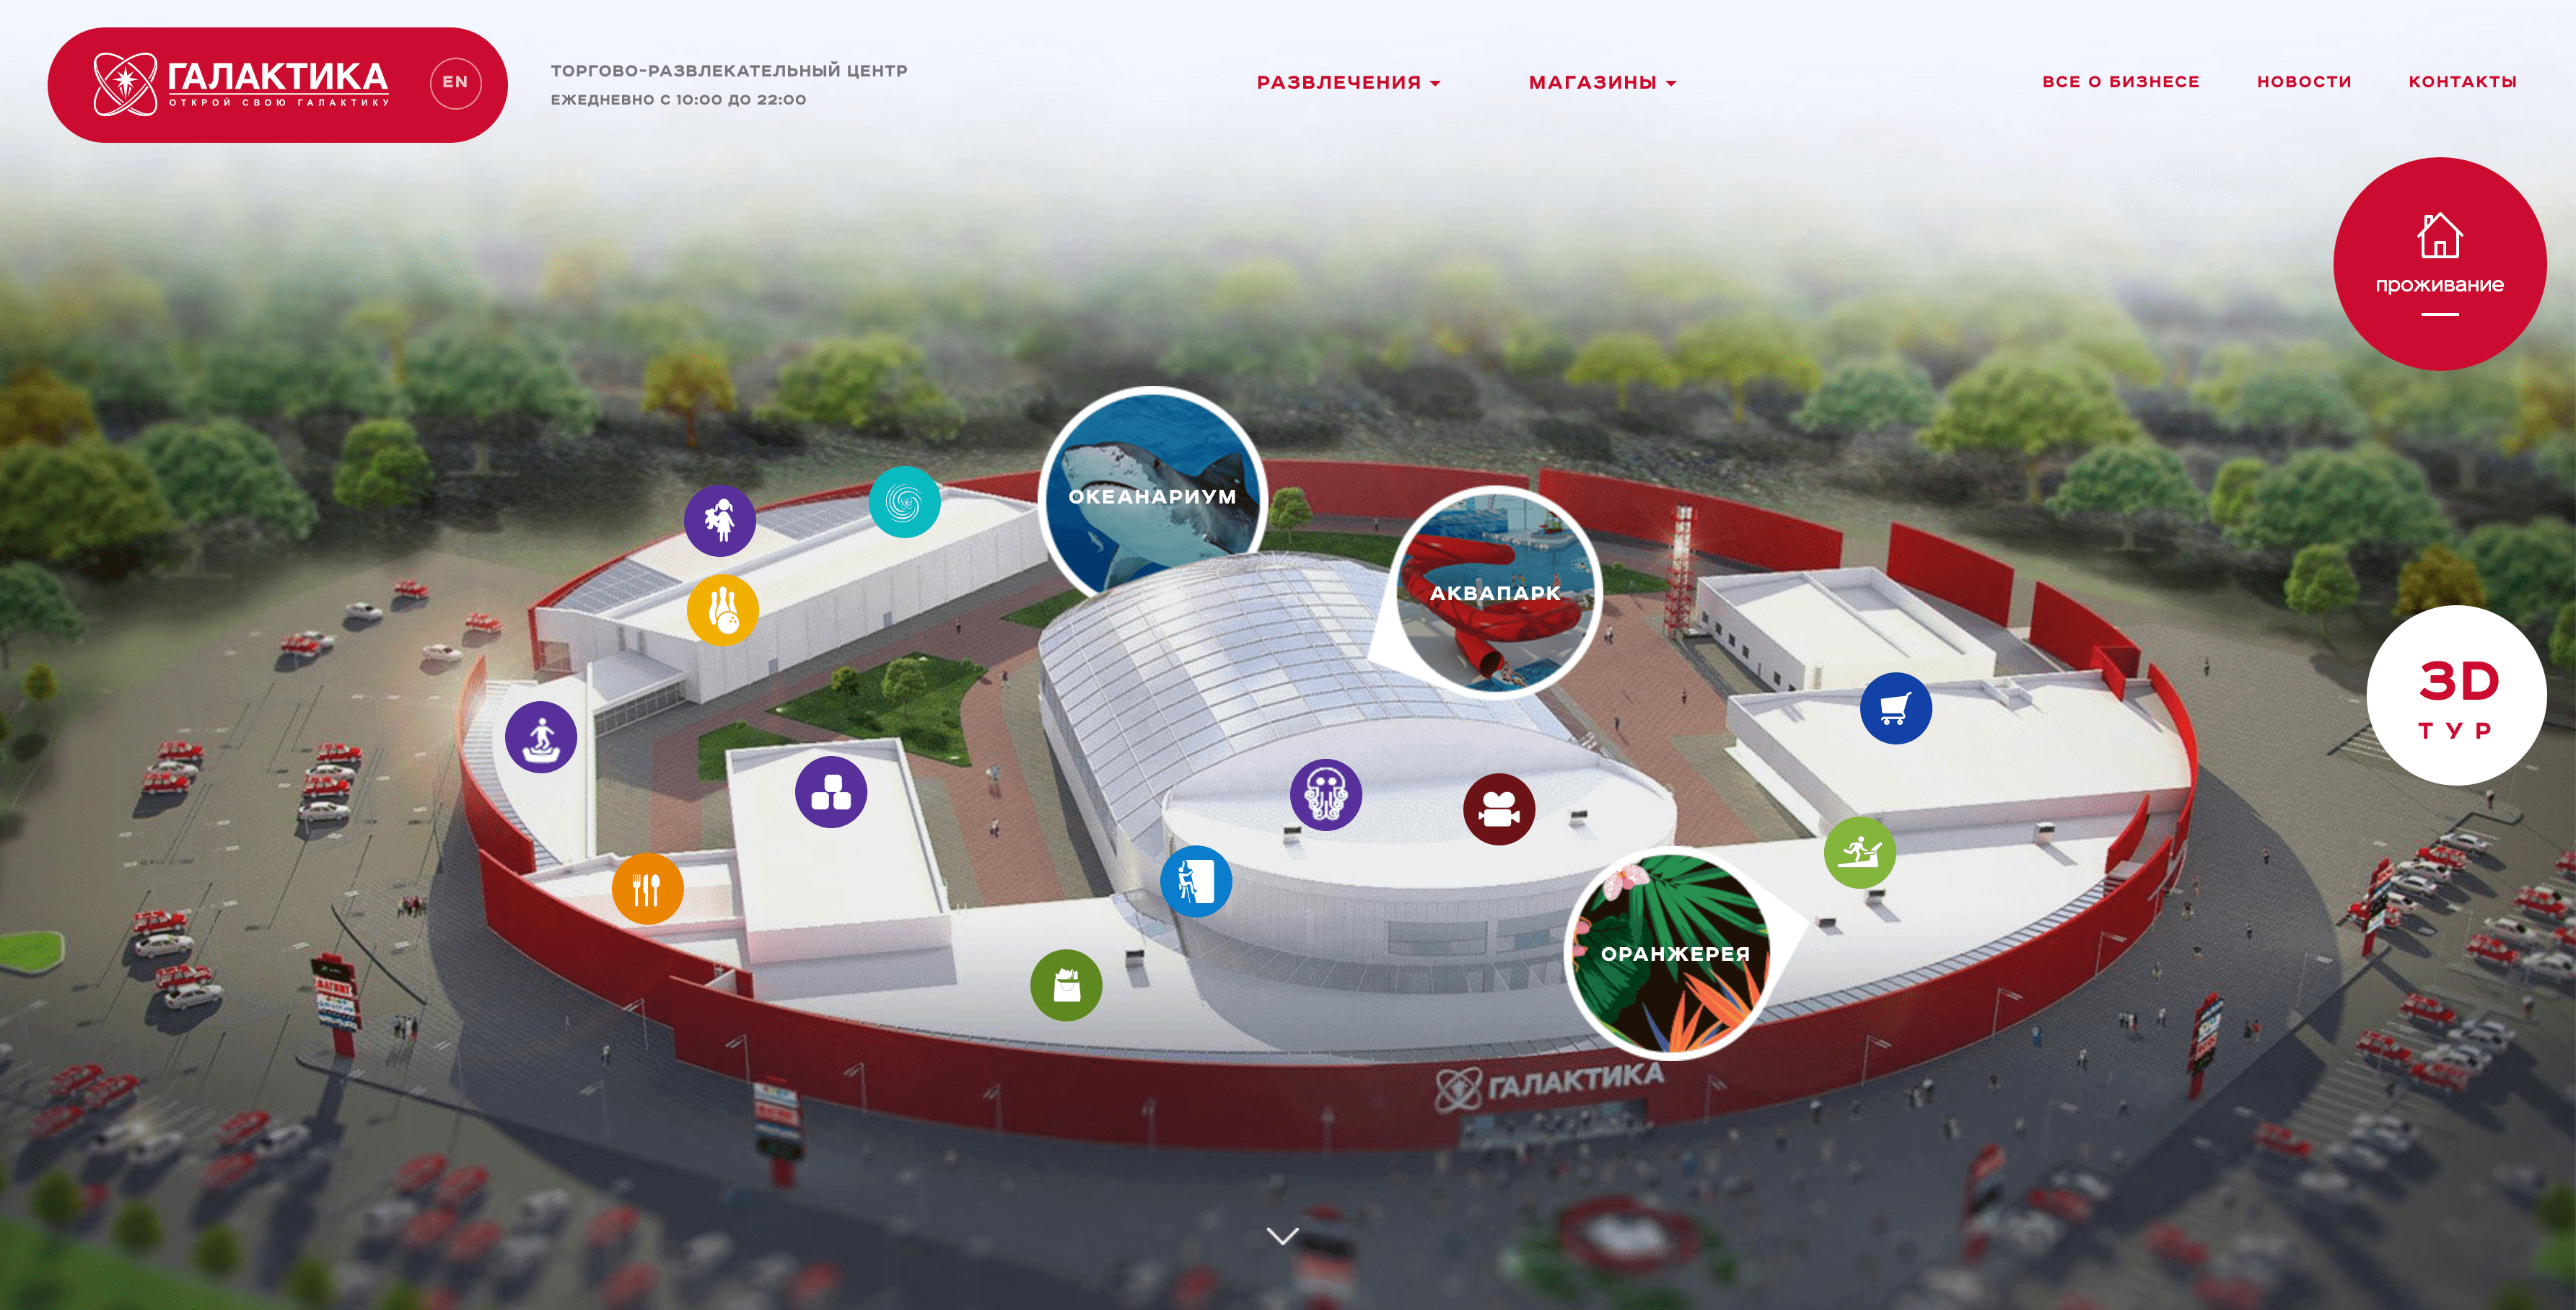 ГАЛАКТИКА
ОТКРОЙ СВОЮ ГАЛАКТИКУ
EN
ТОРГОВО-РАЗВЛЕКАТЕЛЬНЫЙ ЦЕНТР
ЕЖЕДНЕВНО С 10:00 ДО 22:00
РАЗВЛЕЧЕНИЯ
МАГАЗИНЫ
ВСЕ О БИЗНЕСЕ
НОВОСТИ
КОНТАКТЫ
проживание
ОКЕАНАРИУМ
АКВАПАРК
3D
ТУР
ОРАНЖЕРЕЯ
МАГНИТ
ГАЛАКТИКА